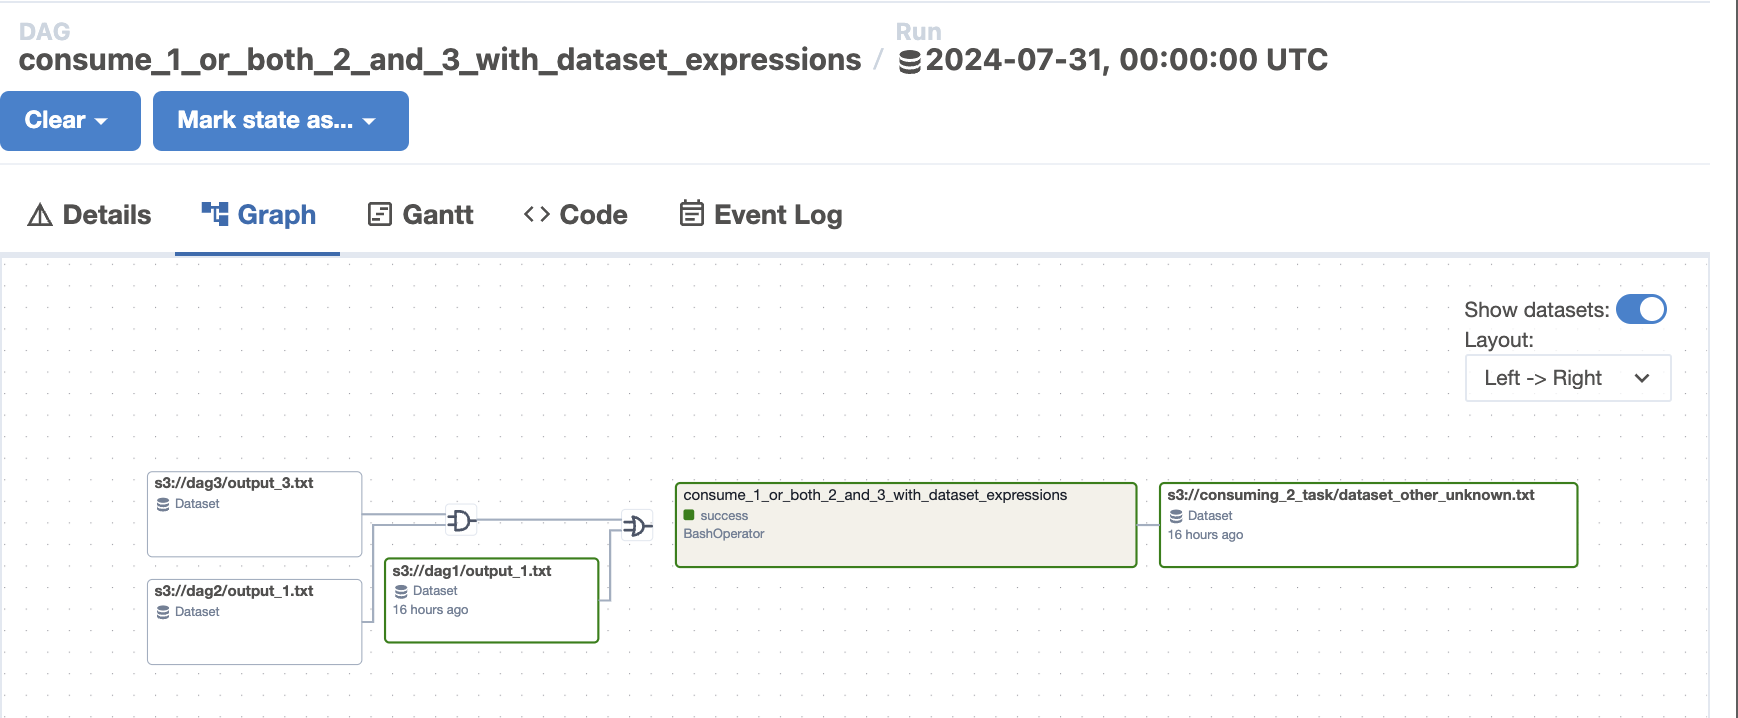 DAG
consume_1_or_both_2_and_3_with_dataset_expressions / 
Run
2024-07-31, 00:00:00 UTC
Clear
Mark state as...
Details
Graph
Gantt
Code
Event Log
Show datasets:
Layout:
Left -> Right
s3://dag3/output_3.txt
Dataset
s3://dag2/output_1.txt
Dataset
s3://dag1/output_1.txt
Dataset
16 hours ago
consume_1_or_both_2_and_3_with_dataset_expressions
success
BashOperator
s3://consuming_2_task/dataset_other_unknown.txt
Dataset
16 hours ago